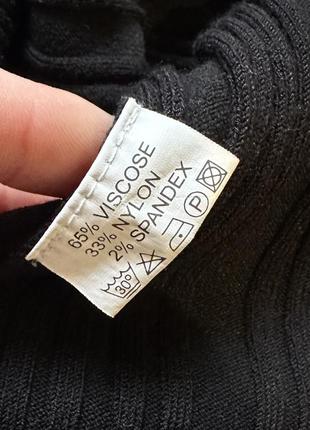 65% VISCOSE
33% NYLON
2% SPANDEX
30°
P